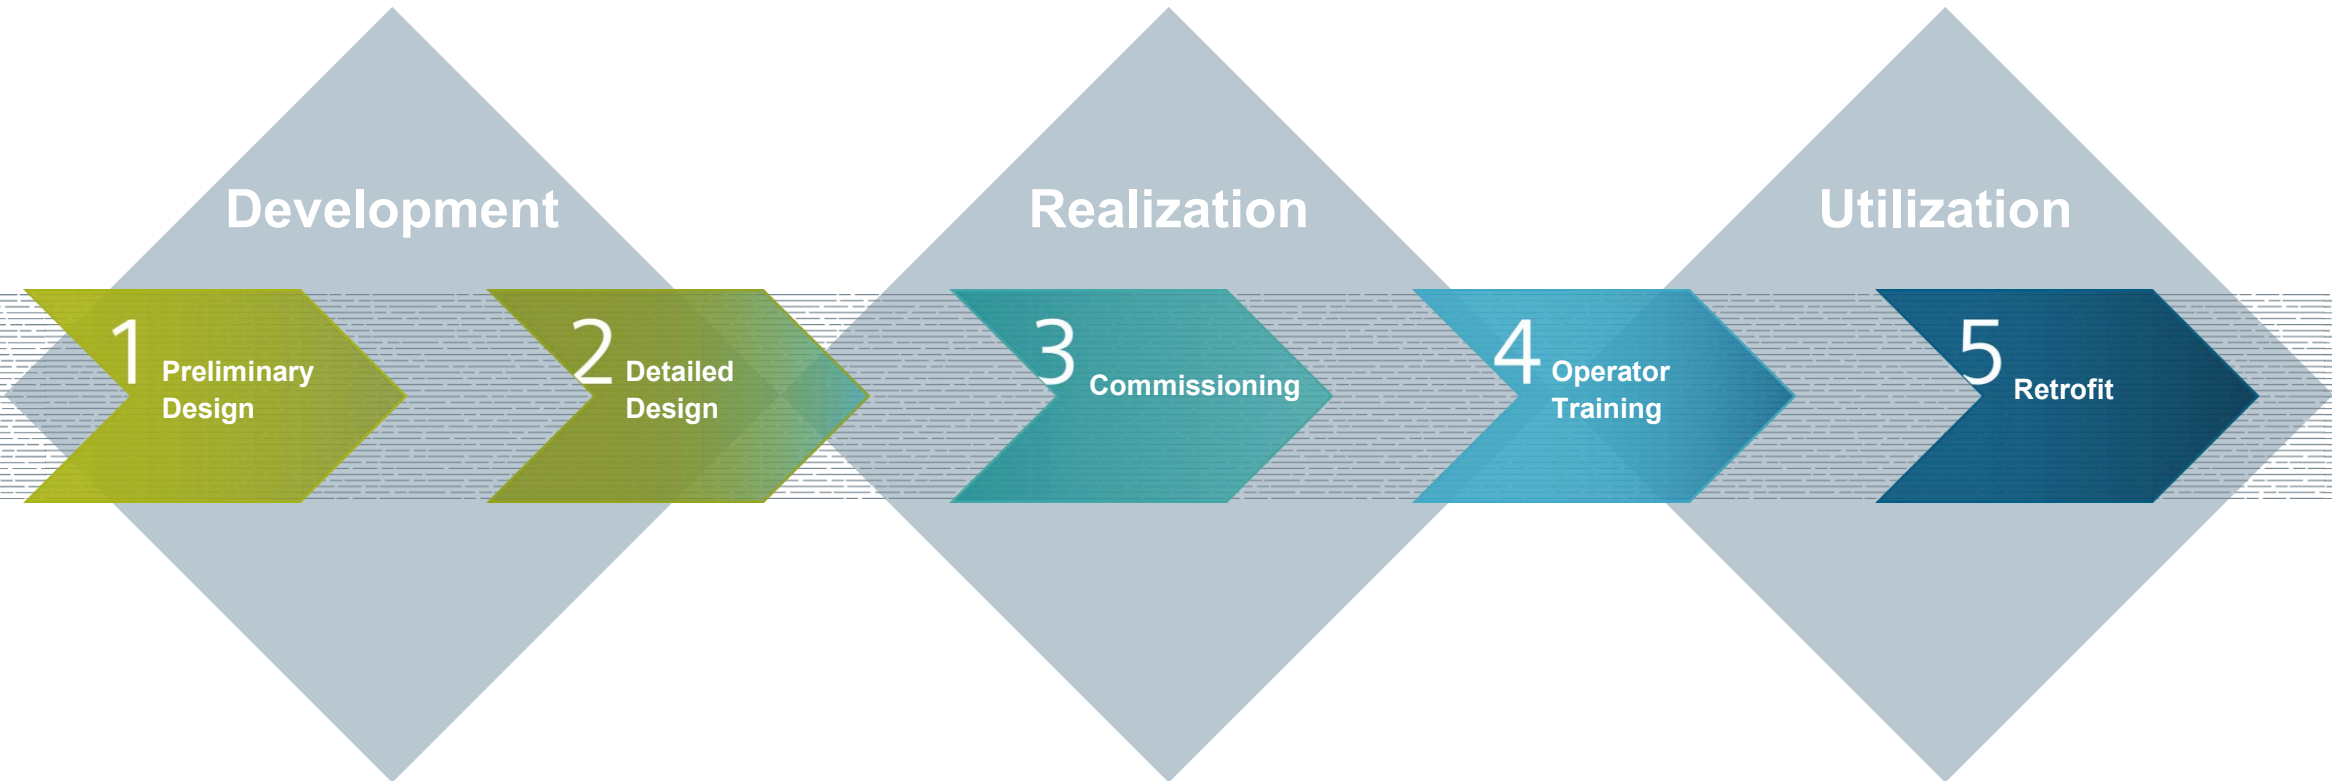 Development
Realization
Utilization
1
Preliminary
Design
2
Detailed
Design
3
Commissioning
4
Operator
Training
5
Retrofit